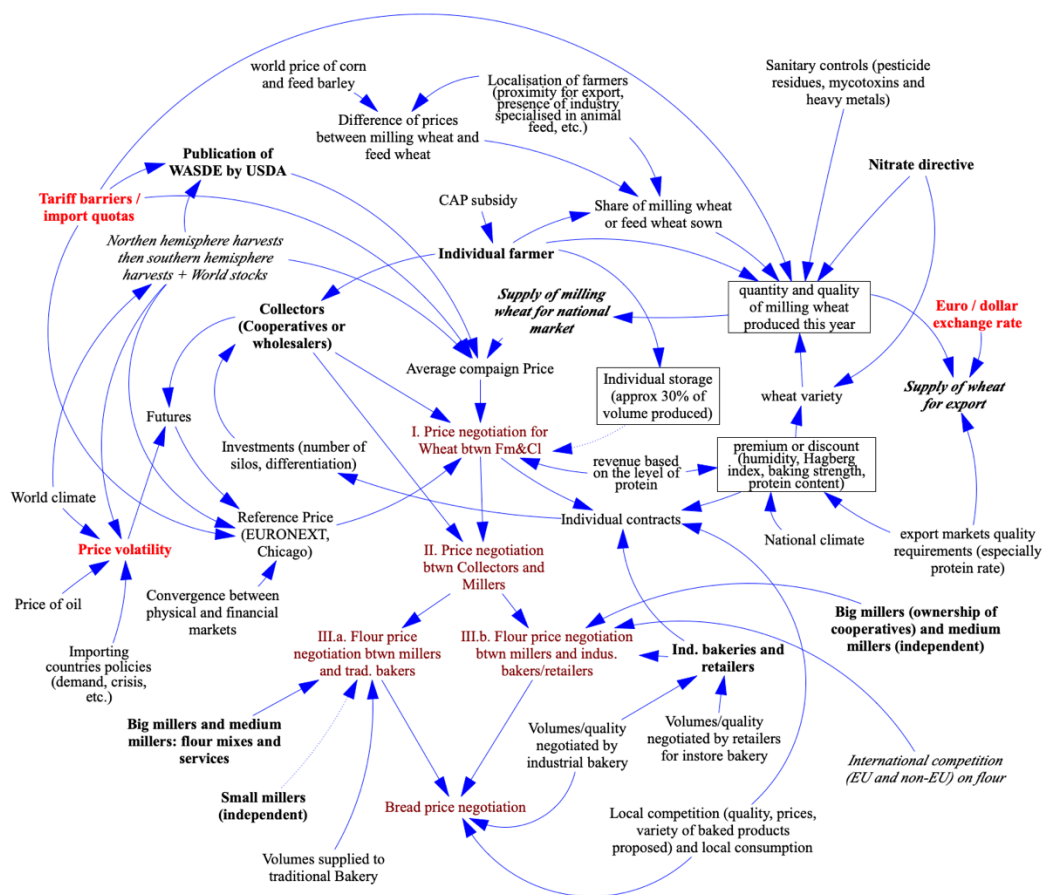 world price of corn
and feed barley
Localisation of farmers
(proximity for export,
presence of industry
specialised in animal
feed, etc.)
Sanitary controls (pesticide
residues, mycotoxins and
heavy metals)
Difference of prices
between milling wheat and
feed wheat
Publication of
WASDE by USDA
Nitrate directive
Tariff barriers /
import quotas
CAP subsidy
Share of milling wheat
or feed wheat sown
Northen hemisphere harvests
then southern hemisphere
harvests + World stocks
Individual farmer
Supply of milling
wheat for national
market
quantity and quality
of milling wheat
produced this year
Euro / dollar
exchange rate
Collectors
(Cooperatives or
wholesalers)
Average compaign Price
Individual storage
(approx 30% of
volume produced)
wheat variety
Supply of wheat
for export
Futures
I. Price negotiation for
Wheat btwn Fm&Cl
Investments (number of
silos, differentiation)
revenue based
on the level of
protein
premium or discount
(humidity, Hagberg
index, baking strength,
protein content)
World climate
Reference Price
(EURONEXT,
Chicago)
Individual contracts
National climate
export markets quality
requirements (especially
protein rate)
Price volatility
II. Price negotiation
btwn Collectors and
Millers
Price of oil
Convergence between
physical and financial
markets
Big millers (ownership of
cooperatives) and medium
millers (independent)
Importing
countries policies
(demand, crisis,
etc.)
III.a. Flour price
negotiation btwn millers
and trad. bakers
III.b. Flour price negotiation
btwn millers and indus.
bakers/retailers
Ind. bakeries and
retailers
Big millers and medium
millers: flour mixes and
services
Volumes/quality
negotiated by
industrial bakery
Volumes/quality
negotiated by retailers
for instore bakery
International competition
(EU and non-EU) on flour
Small millers
(independent)
Bread price negotiation
Local competition (quality, prices,
variety of baked products
proposed) and local consumption
Volumes supplied to
traditional Bakery